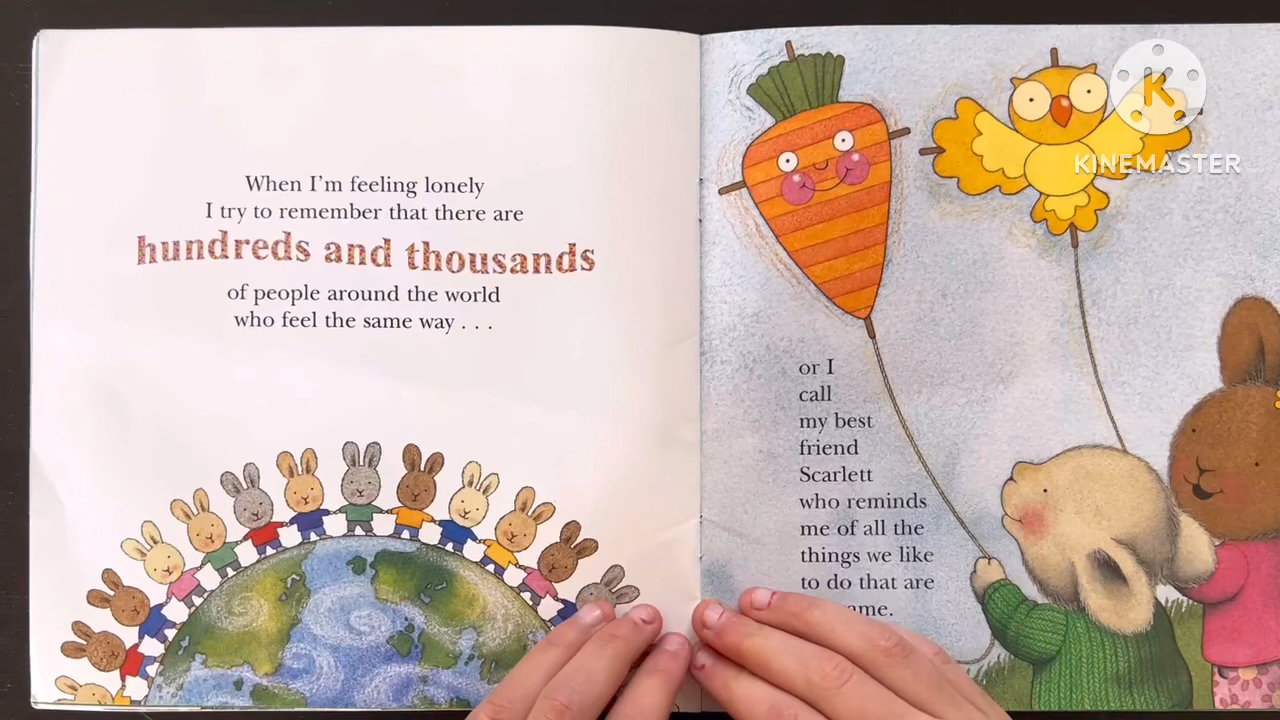 When I'm feeling lonely
I try to remember that there are
hundreds and thousands
of people around the world
who feel the same way . . .
or I
call
my best
friend
Scarlett
who reminds
me of all the
things we like
to do that are
K
KINEMASTER